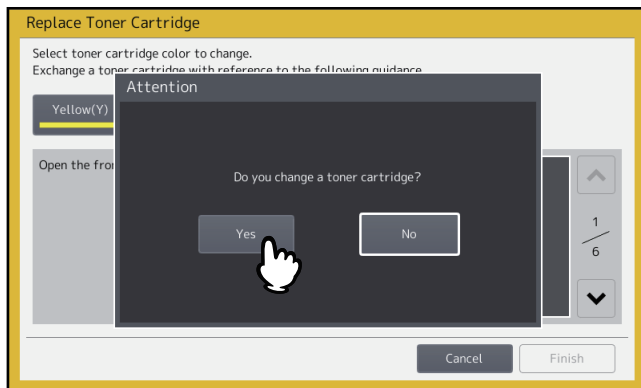 Replace Toner Cartridge
Select toner cartridge color to change.
Exchange a toner cartridge with reference to the following guidance
Attention
Yellow(Y)
Open the fron
Do you change a toner cartridge?
Yes
No
1
6
Cancel
Finish